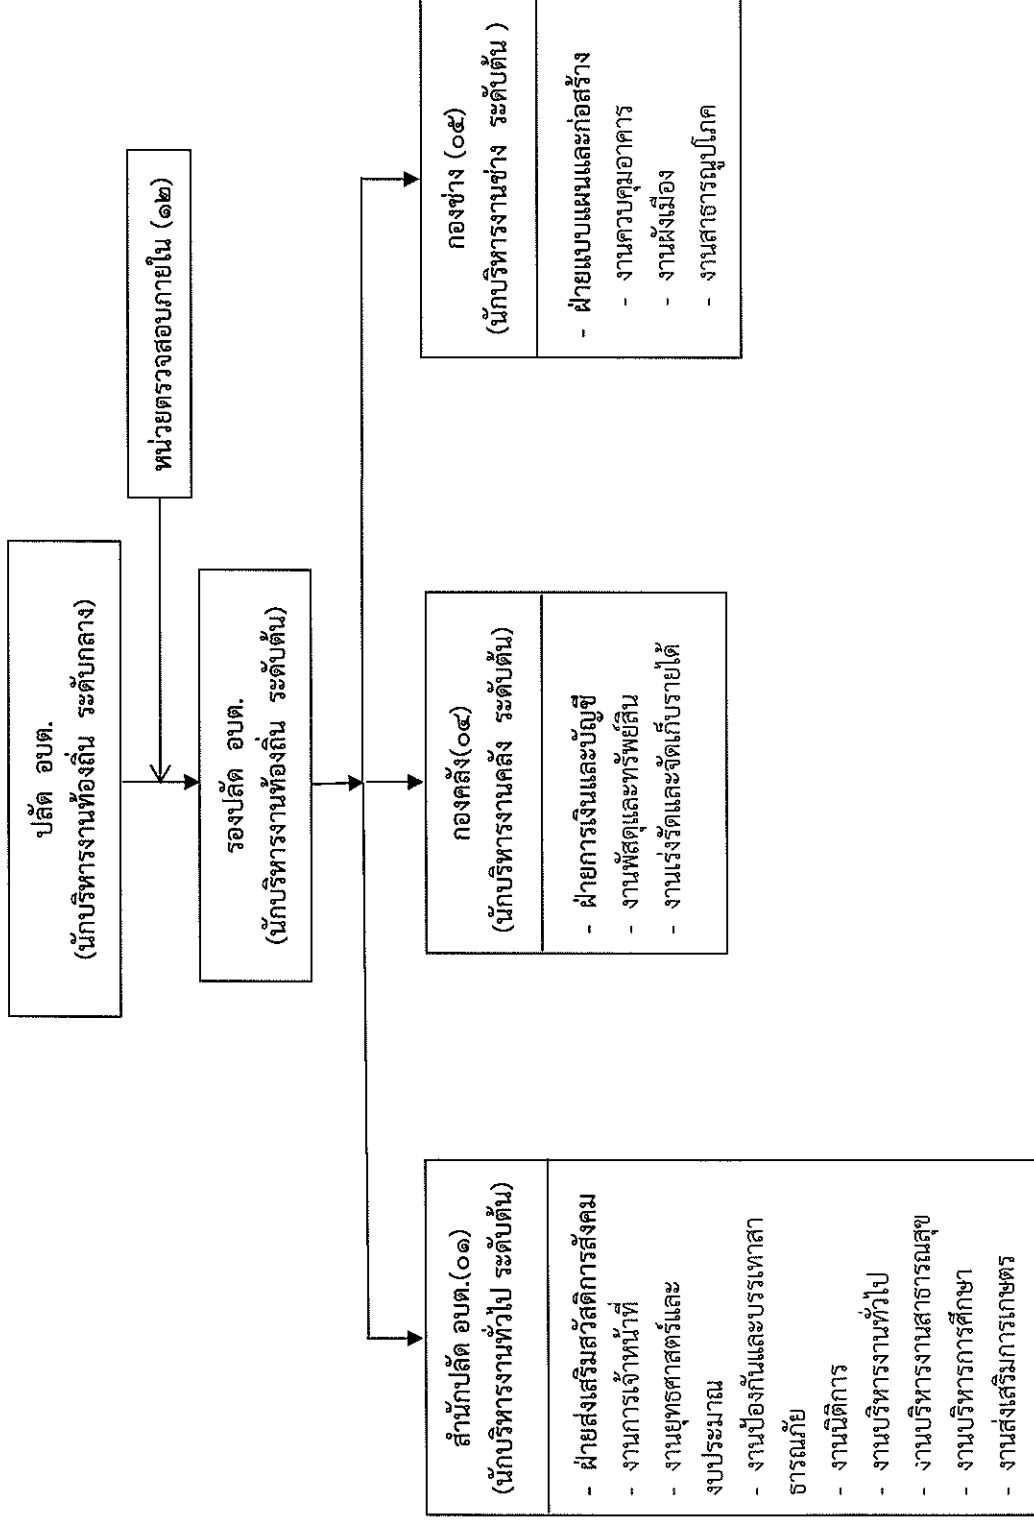 ปลัด อบต.
(นักบริหารงานท้องถิ่น ระดับกลาง)
หน่วยตรวจสอบภายใน (๑๒)
รองปลัด อบต.
(นักบริหารงานท้องถิ่น ระดับต้น)
สำนักปลัด อบต.(๐๑)
(นักบริหารงานทั่วไป ระดับต้น)
- ฝ่ายส่งเสริมสวัสดิการสังคม
- งานการเจ้าหน้าที่
- งานยุทธศาสตร์และ
งบประมาณ
- งานป้องกันและบรรเทาสา
ธารณภัย
- งานนิติการ
- งานบริหารงานทั่วไป
- งานบริหารงานสาธารณสุข
- งานบริหารการศึกษา
- งานส่งเสริมการเกษตร
กองคลัง(๐๔)
(นักบริหารงานคลัง ระดับต้น)
- ฝ่ายการเงินและบัญชี
- งานพัสดุและทรัพย์สิน
- งานเร่งรัดและจัดเก็บรายได้
กองช่าง (๐๕)
(นักบริหารงานช่าง ระดับต้น )
- ฝ่ายแบบแผนและก่อสร้าง
- งานควบคุมอาคาร
- งานผังเมือง
- งานสาธารณูปโภค